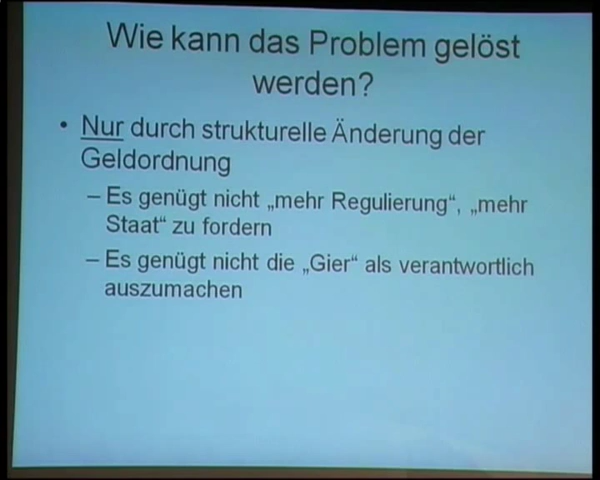 Wie kann das Problem gelöst
werden?
• Nur durch strukturelle Änderung der
Geldordnung
– Es genügt nicht „mehr Regulierung“, „mehr
Staat“ zu fordern
– Es genügt nicht die „Gier“ als verantwortlich
auszumachen